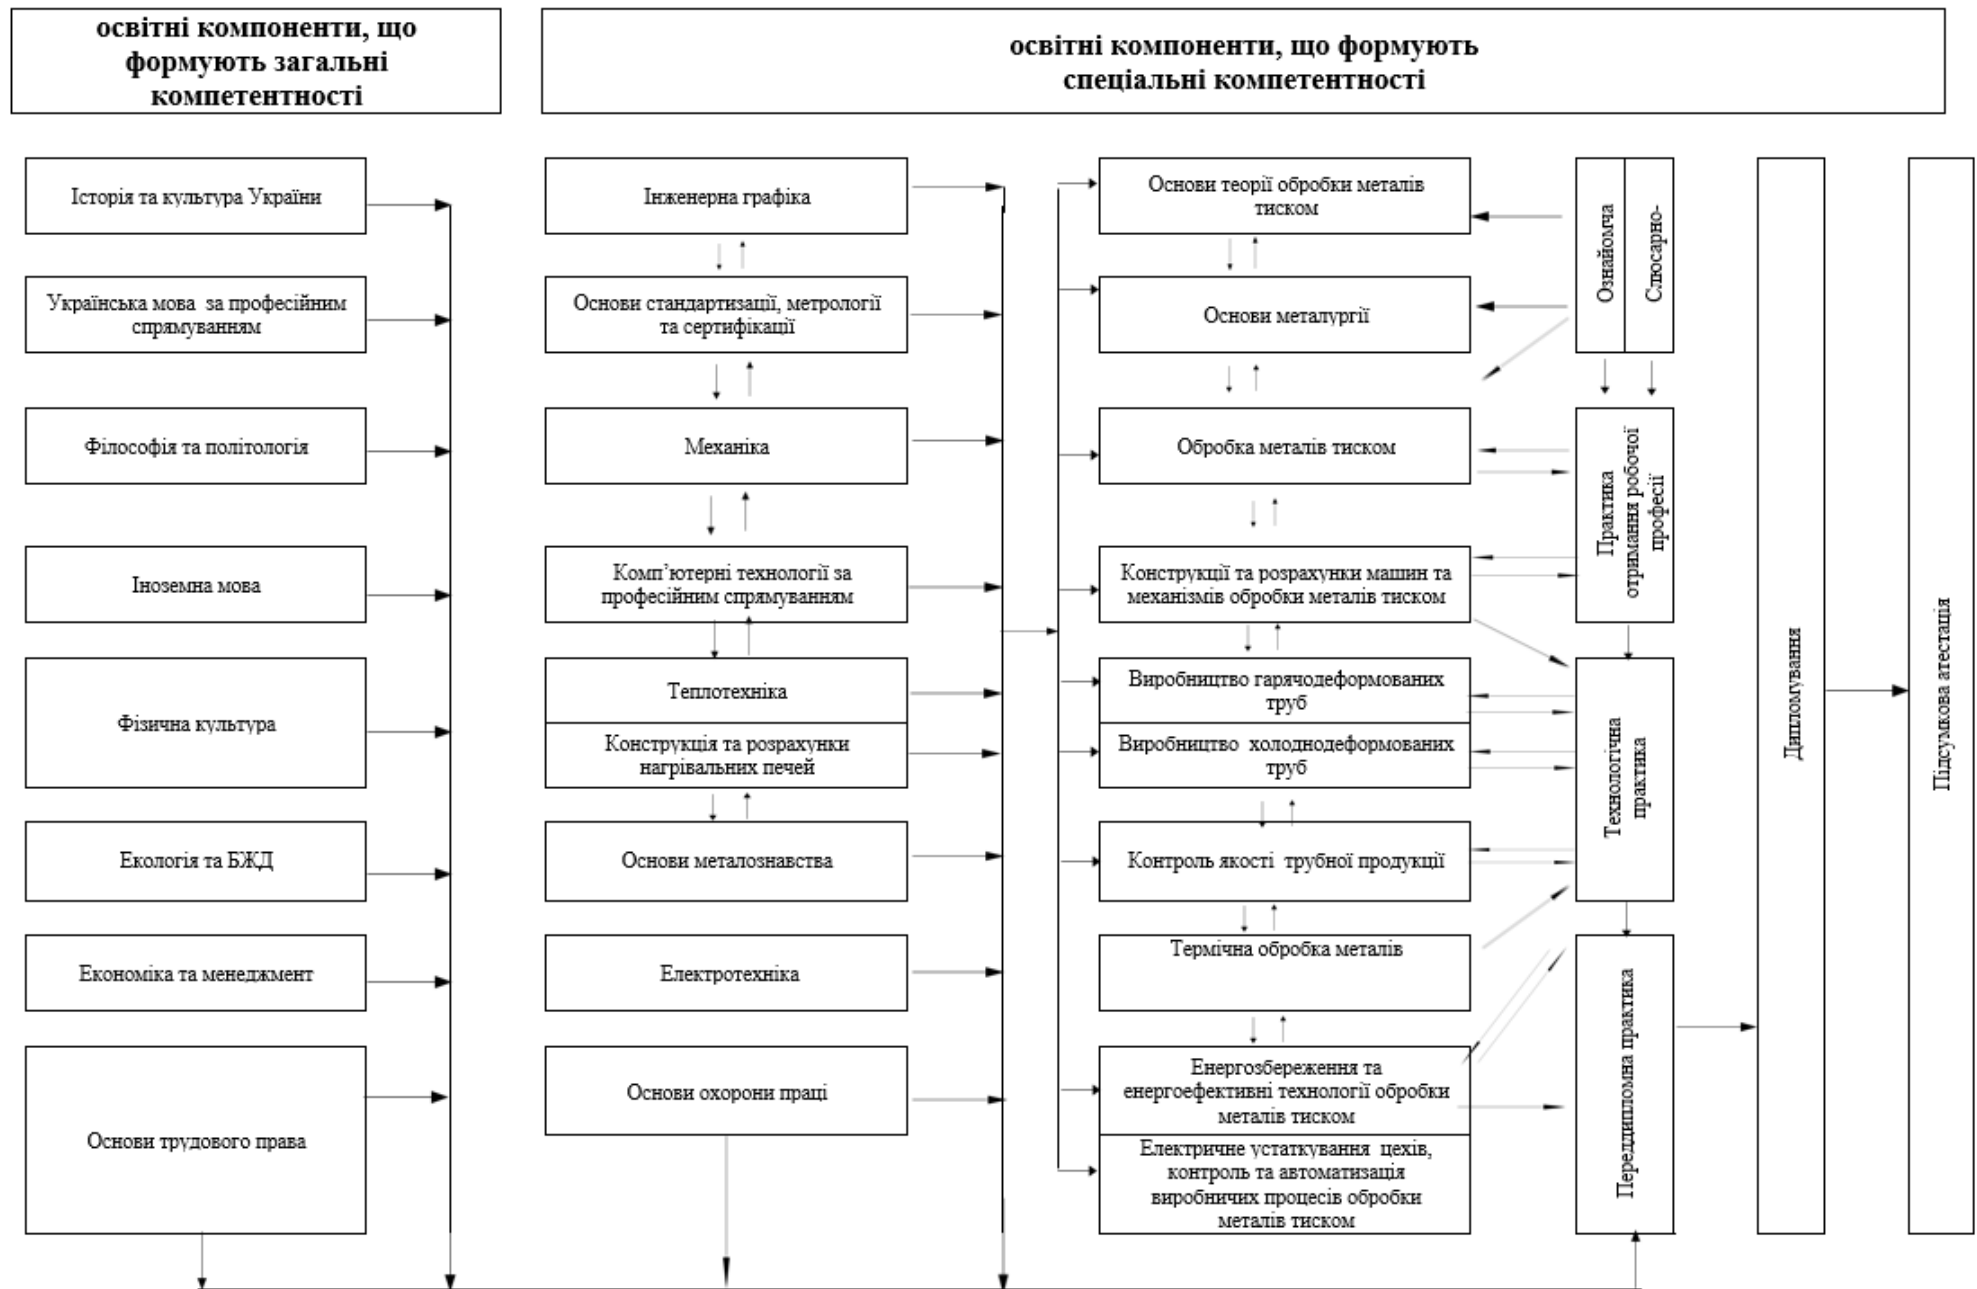 освітні компоненти, що
формують загальні
компетентності
освітні компоненти, що формують
спеціальні компетентності
Історія та культура України
Українська мова за професійним
спрямуванням
Філософія та політологія
Іноземна мова
Фізична культура
Екологія та БЖД
Економіка та менеджмент
Основи трудового права
Інженерна графіка
Основи стандартизації, метрології
та сертифікації
Механіка
Комп’ютерні технології за
професійним спрямуванням
Теплотехніка
Конструкція та розрахунки
нагрівальних печей
Основи металознавства
Електротехніка
Основи охорони праці
Основи теорії обробки металів
тиском
Основи металургії
Обробка металів тиском
Конструкції та розрахунки машин та
механізмів обробки металів тиском
Виробництво гарячодеформованих
труб
Виробництво холоднодеформованих
труб
Контроль якості трубної продукції
Термічна обробка металів
Енергозбереження та
енергоефективні технології обробки
металів тиском
Електричне устаткування цехів,
контроль та автоматизація
виробничих процесів обробки
металів тиском
Ознайомча
Слюсарно-
Практика
отримання робочої
професії
Технологічна
практика
Переддипломна практика
Дипломування
Підсумкова атестація